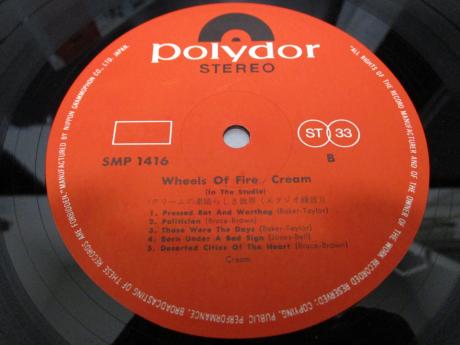 polydor
STEREO
SMP 1416
ST 33
B
Wheels Of Fire / Cream
(In The Studio)
(クリームの素晴らしき世界(スタジオ録音))
1. Pressed Rat And Warthog (Baker-Taylor)
2. Politician (Bruce-Brown)
3. Those Were The Days (Baker-Taylor)
4. Born Under A Bad Sign (Jones-Bell)
5. Deserted Cities Of The Heart (Bruce-Brown)
Cream
"ALL RIGHTS OF THE RECORD MANUFACTURER AND OF THE OWNER OF THE WORK RECORDED RESERVED: COPYING, PUBLIC PERFORMANCE, BROADCASTING OF THESE RECORDS ARE FORBIDDEN" MANUFACTURED BY NIPPON GRAMMOPHON CO., LTD. JAPAN.